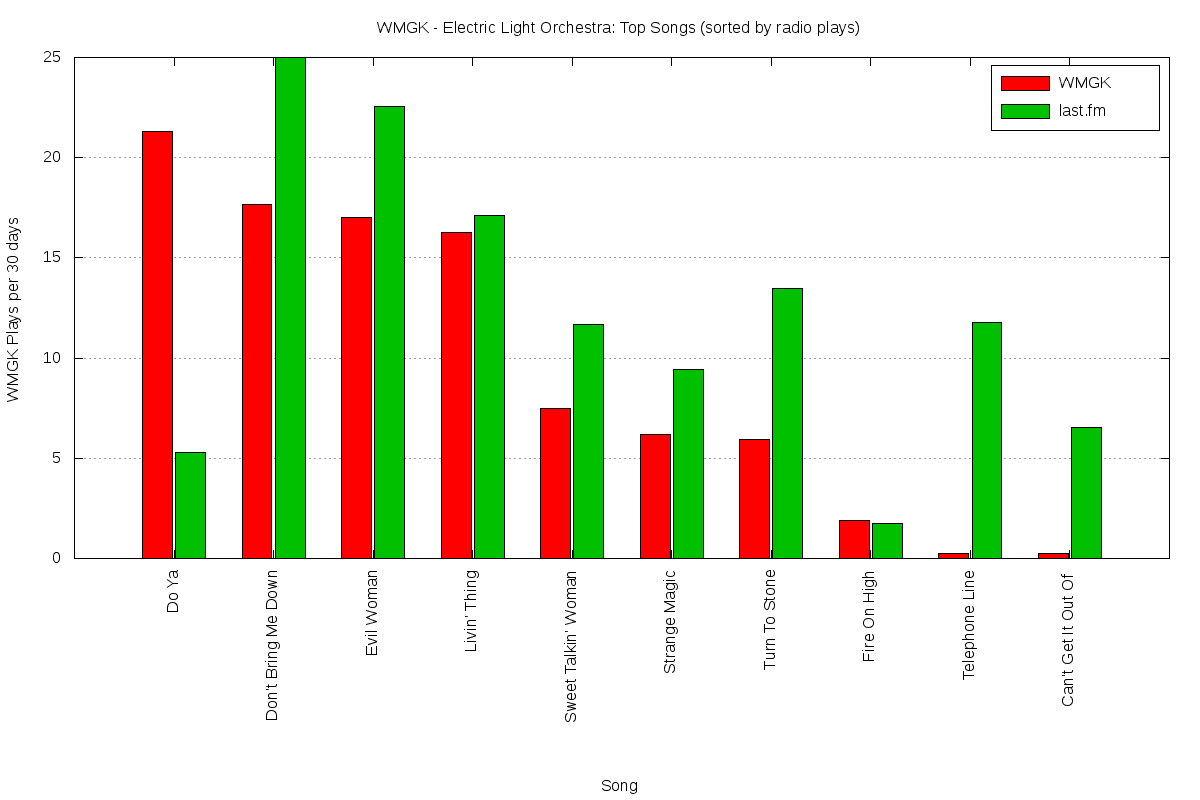 WMGK - Electric Light Orchestra: Top Songs (sorted by radio plays)
WMGK
last.fm
WMGK Plays per 30 days
25
20
15
10
5
0
Do Ya
Don't Bring Me Down
Evil Woman
Livin' Thing
Sweet Talkin' Woman
Strange Magic
Turn To Stone
Fire On High
Telephone Line
Can't Get It Out Of
Song